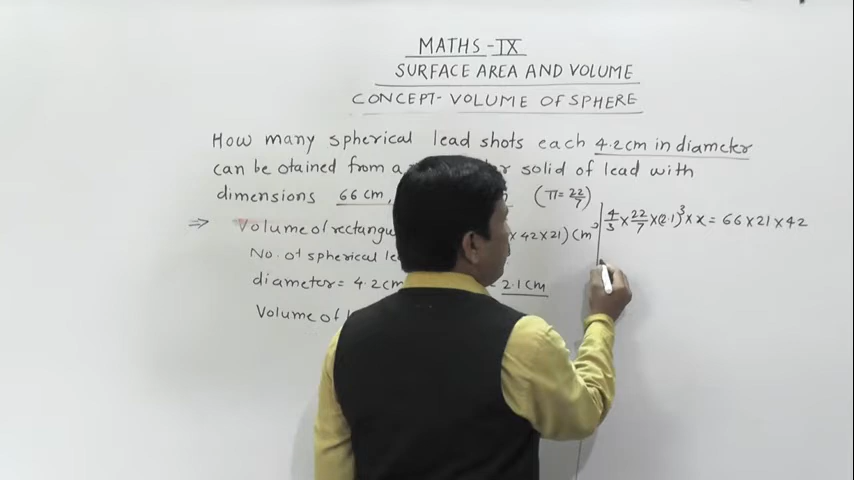 MATHS - IX
SURFACE AREA AND VOLUME
CONCEPT- VOLUME OF SPHERE
How many spherical lead shots each 4.2cm in diameter
can be otained from a solid of lead with
dimensions 66 cm, (π= 22/7)
⇒ Volume of rectangu × 42 × 21) cm³
No. of spherical le
diameter = 4.2cm = 2.1 cm
Volume of
4/3 × 22/7 × (2.1)³ × x = 66 × 21 × 42